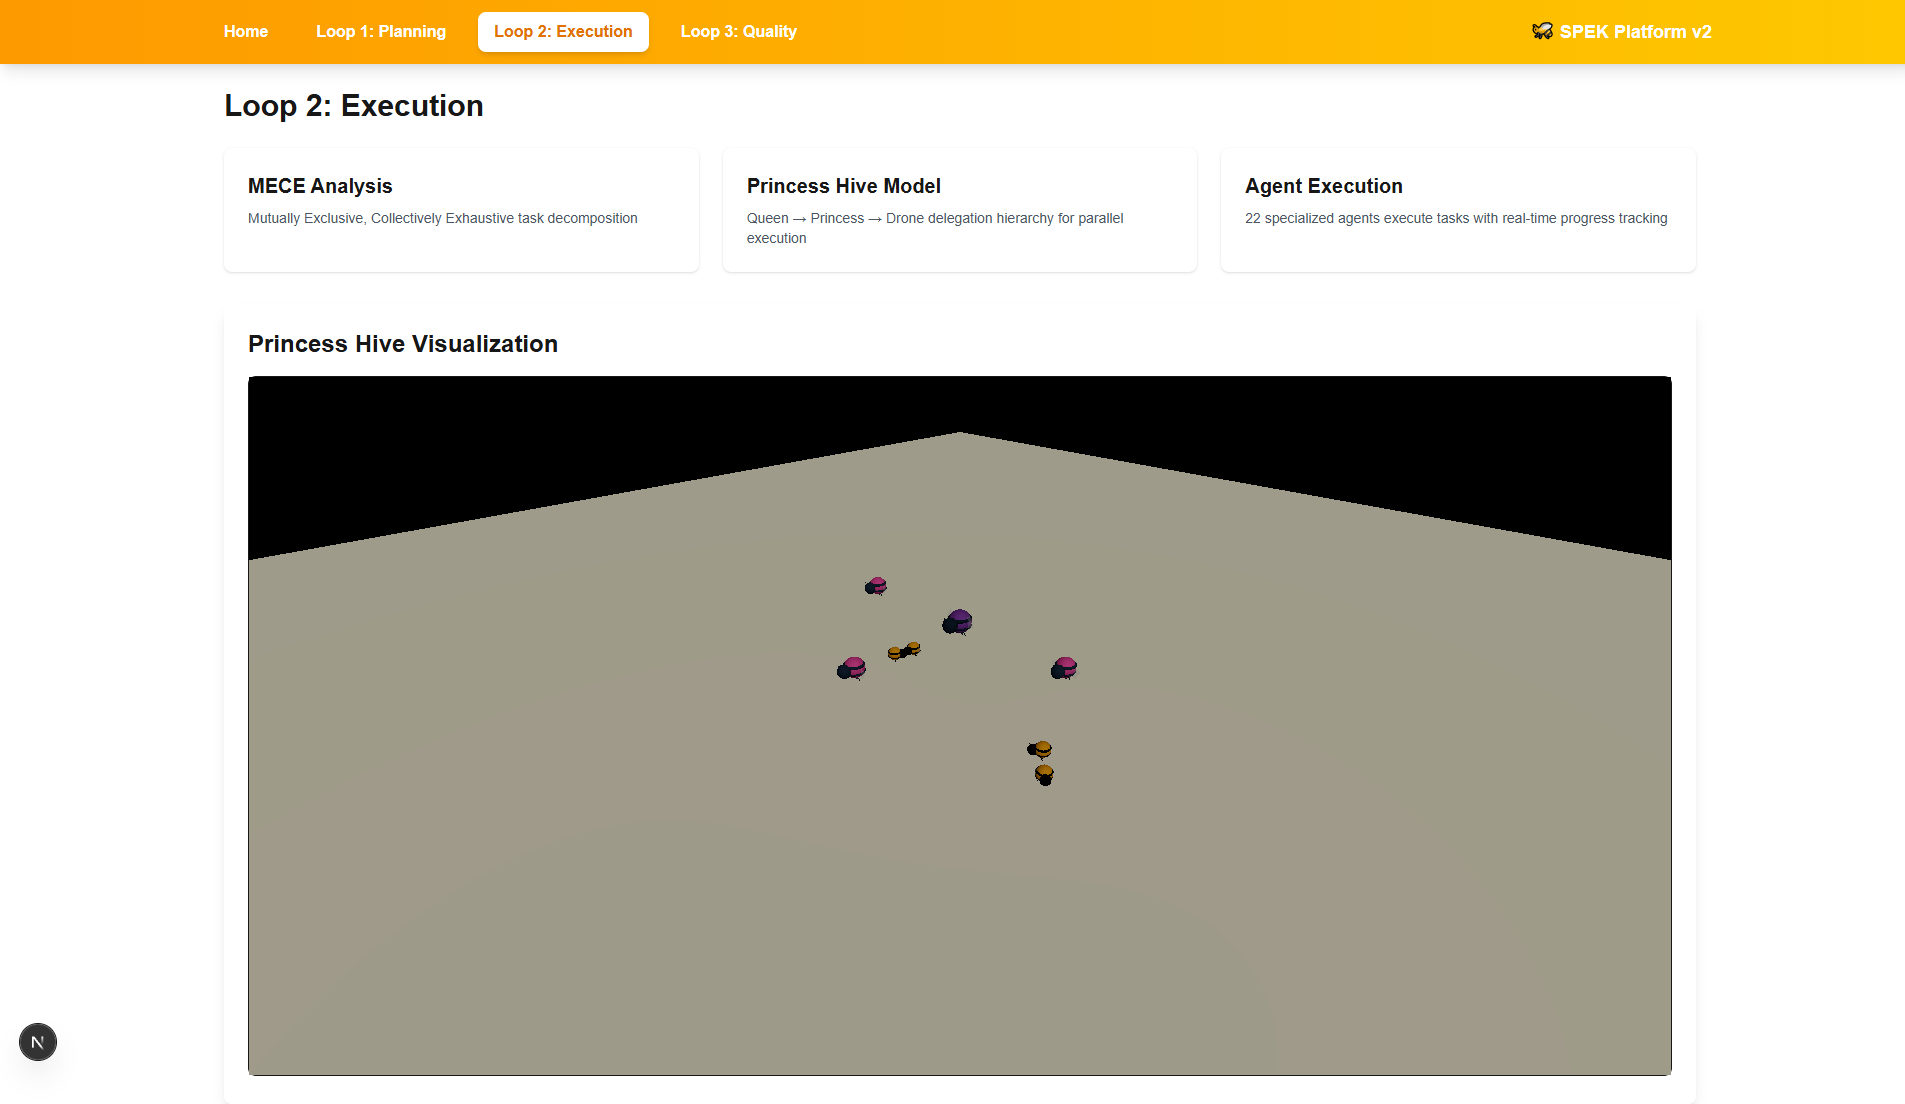 Home
Loop 1: Planning
Loop 2: Execution
Loop 3: Quality
SPEK Platform v2
Loop 2: Execution
MECE Analysis
Mutually Exclusive, Collectively Exhaustive task decomposition
Princess Hive Model
Queen → Princess → Drone delegation hierarchy for parallel
execution
Agent Execution
22 specialized agents execute tasks with real-time progress tracking
Princess Hive Visualization
N